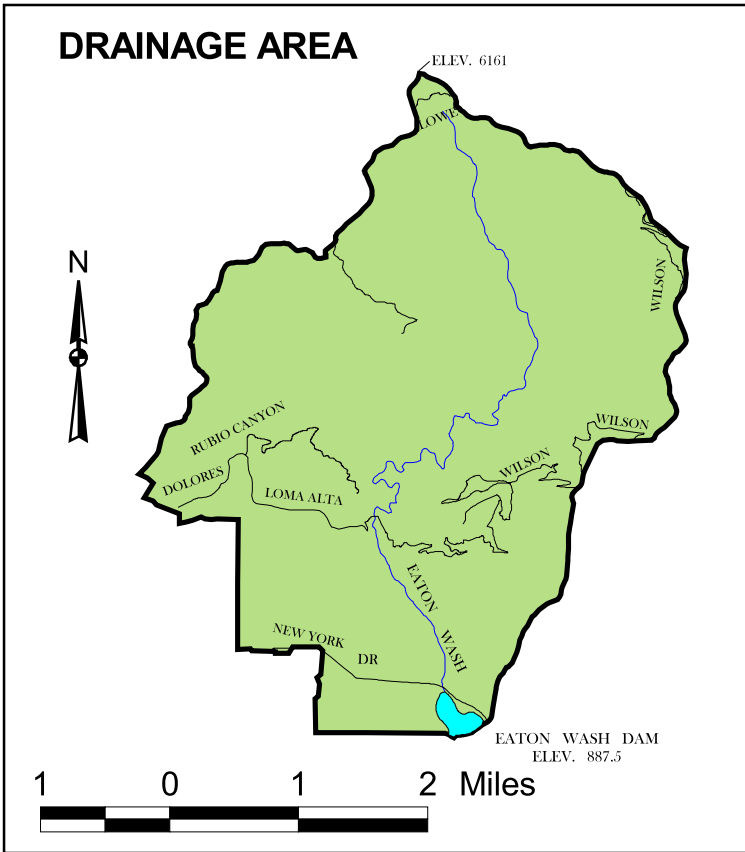 DRAINAGE AREA
ELEV. 6161
LOWE
N
WILSON
RUBIO CANYON
WILSON
DOLORES
WILSON
LOMA ALTA
EATON
WASH
NEW YORK
DR
EATON WASH DAM
ELEV. 887.5
1 0 1 2 Miles